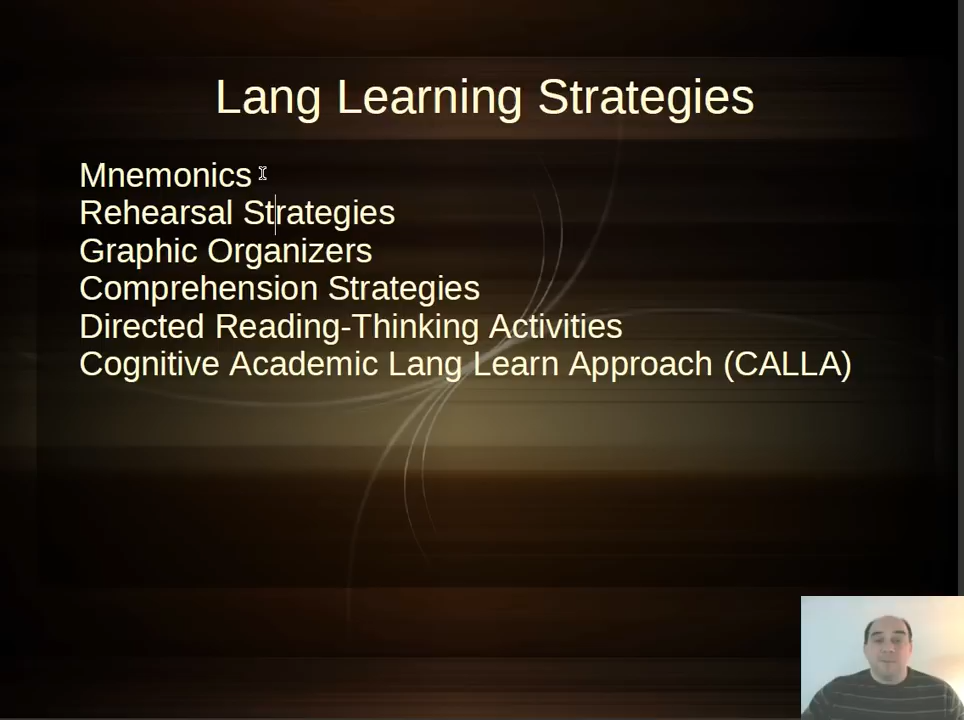 Lang Learning Strategies
Mnemonics
Rehearsal Strategies
Graphic Organizers
Comprehension Strategies
Directed Reading-Thinking Activities
Cognitive Academic Lang Learn Approach (CALLA)